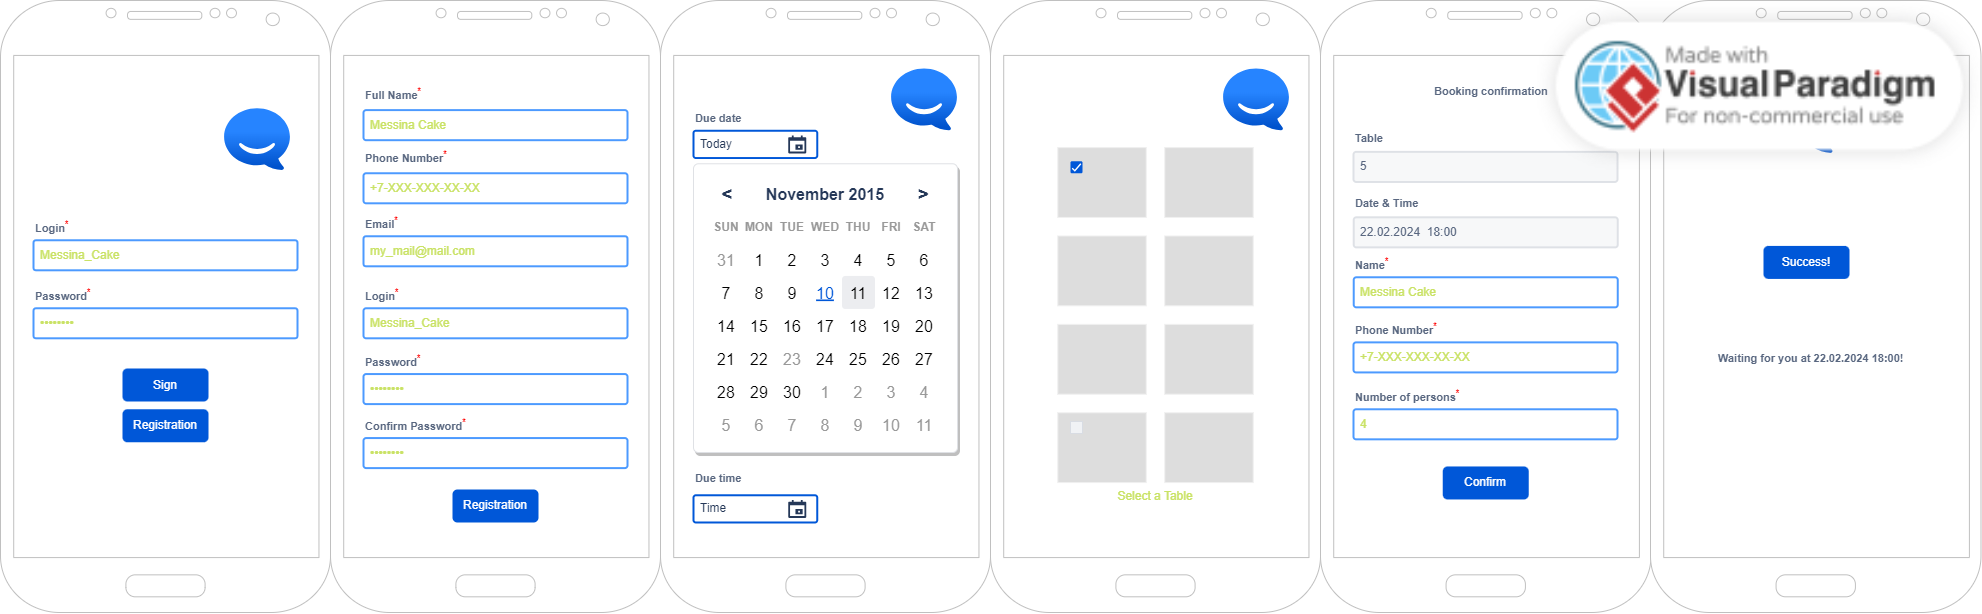 Login*
Messina_Cake
Password*
--------
Sign
Registration
Full Name*
Messina Cake
Phone Number*
+7-XXX-XXX-XX-XX
Email*
my_mail@mail.com
Login*
Messina_Cake
Password*
--------
Confirm Password*
--------
Registration
Due date
Today
< November 2015 >
SUN MON TUE WED THU FRI SAT
31 1 2 3 4 5 6
7 8 9 10 11 12 13
14 15 16 17 18 19 20
21 22 23 24 25 26 27
28 29 30 1 2 3 4
5 6 7 8 9 10 11
Due time
Time
Select a Table
Booking confirmation
Table
5
Date & Time
22.02.2024 18:00
Name*
Messina Cake
Phone Number*
+7-XXX-XXX-XX-XX
Number of persons*
4
Confirm
Made with
Visual Paradigm
For non-commercial use
Success!
Waiting for you at 22.02.2024 18:00!